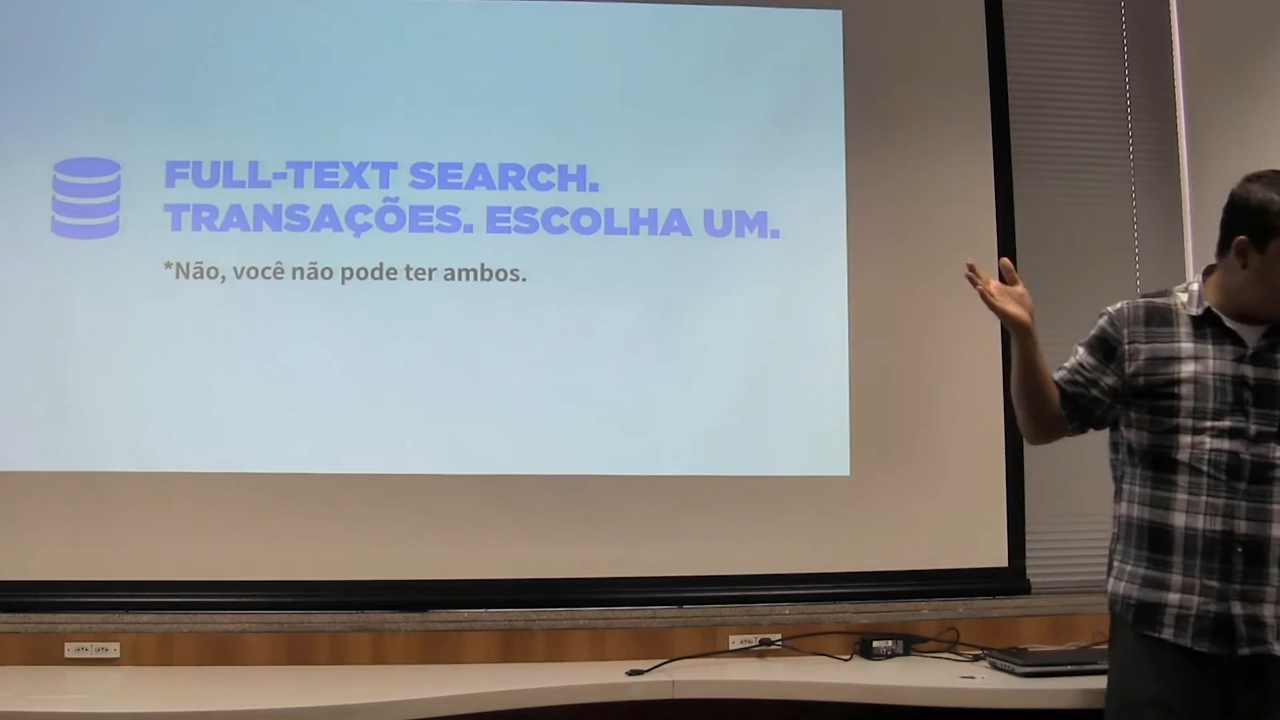 FULL-TEXT SEARCH.
TRANSAÇÕES. ESCOLHA UM.
*Não, você não pode ter ambos.